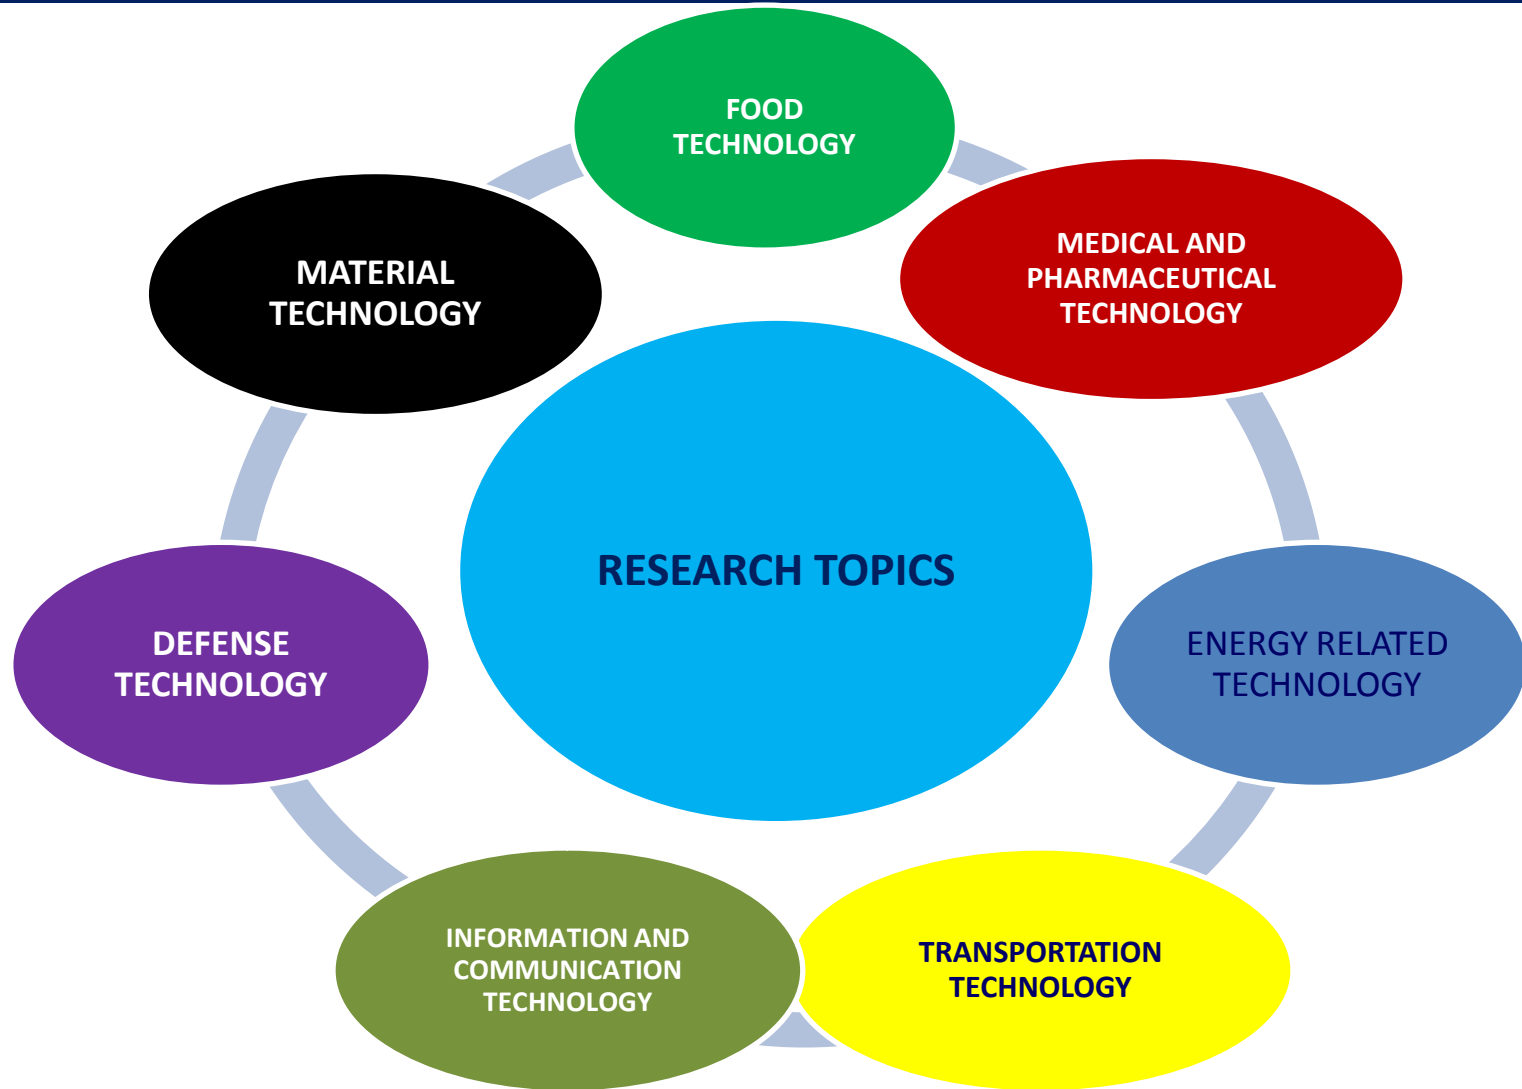 FOOD
TECHNOLOGY
MEDICAL AND
PHARMACEUTICAL
TECHNOLOGY
MATERIAL
TECHNOLOGY
RESEARCH TOPICS
DEFENSE
TECHNOLOGY
ENERGY RELATED
TECHNOLOGY
INFORMATION AND
COMMUNICATION
TECHNOLOGY
TRANSPORTATION
TECHNOLOGY